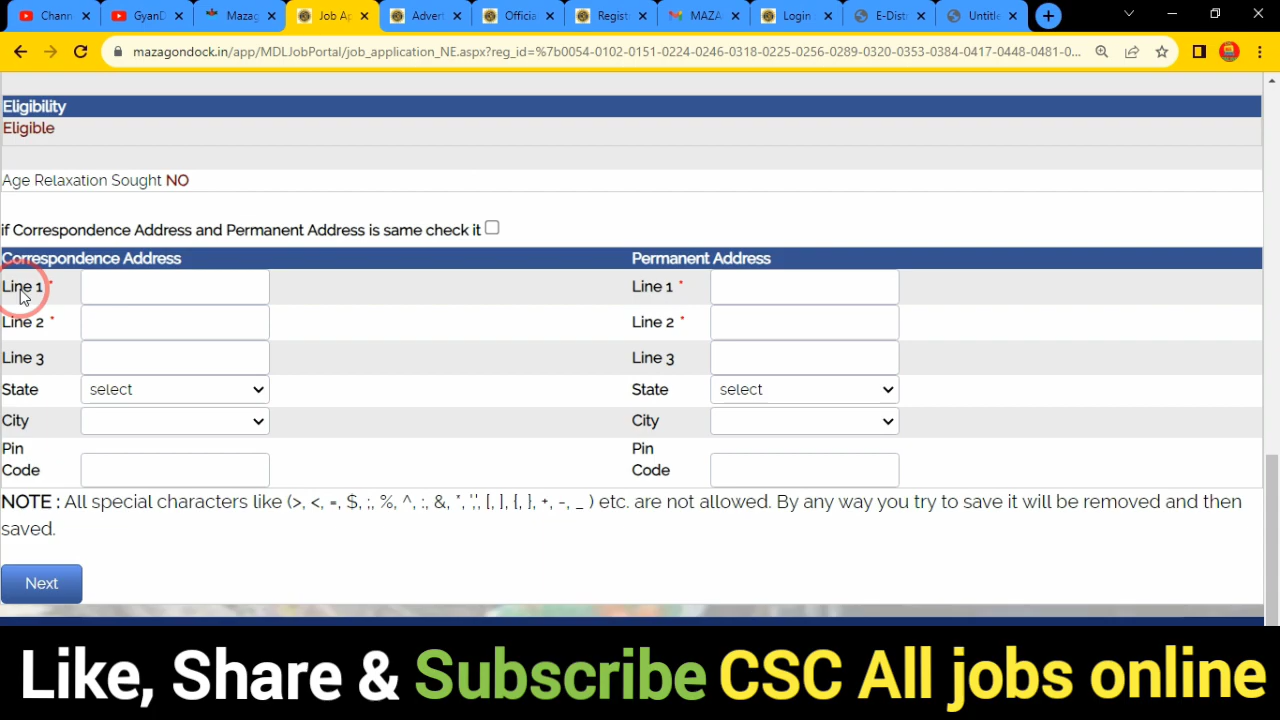 Chann
GyanD
Mazag
Job Ap
Advert
Officia
Regist
MAZA
Login
E-Distr
Untitle
mazagondock.in/app/MDLJobPortal/job_application_NE.aspx?reg_id=%7b0054-0102-0151-0224-0246-0318-0225-0256-0289-0320-0353-0384-0417-0448-0481-0...
Eligibility
Eligible
Age Relaxation Sought NO
if Correspondence Address and Permanent Address is same check it
Correspondence Address Permanent Address
Line 1 * Line 1 *
Line 2 * Line 2 *
Line 3 Line 3
State select State select
City City
Pin Code Pin Code
NOTE : All special characters like (>, <, =, $, ;, %, ^, :, &, *, ',', [, ], {, }, +, -, _ ) etc. are not allowed. By any way you try to save it will be removed and then
saved.
Next
Like, Share & Subscribe CSC All jobs online